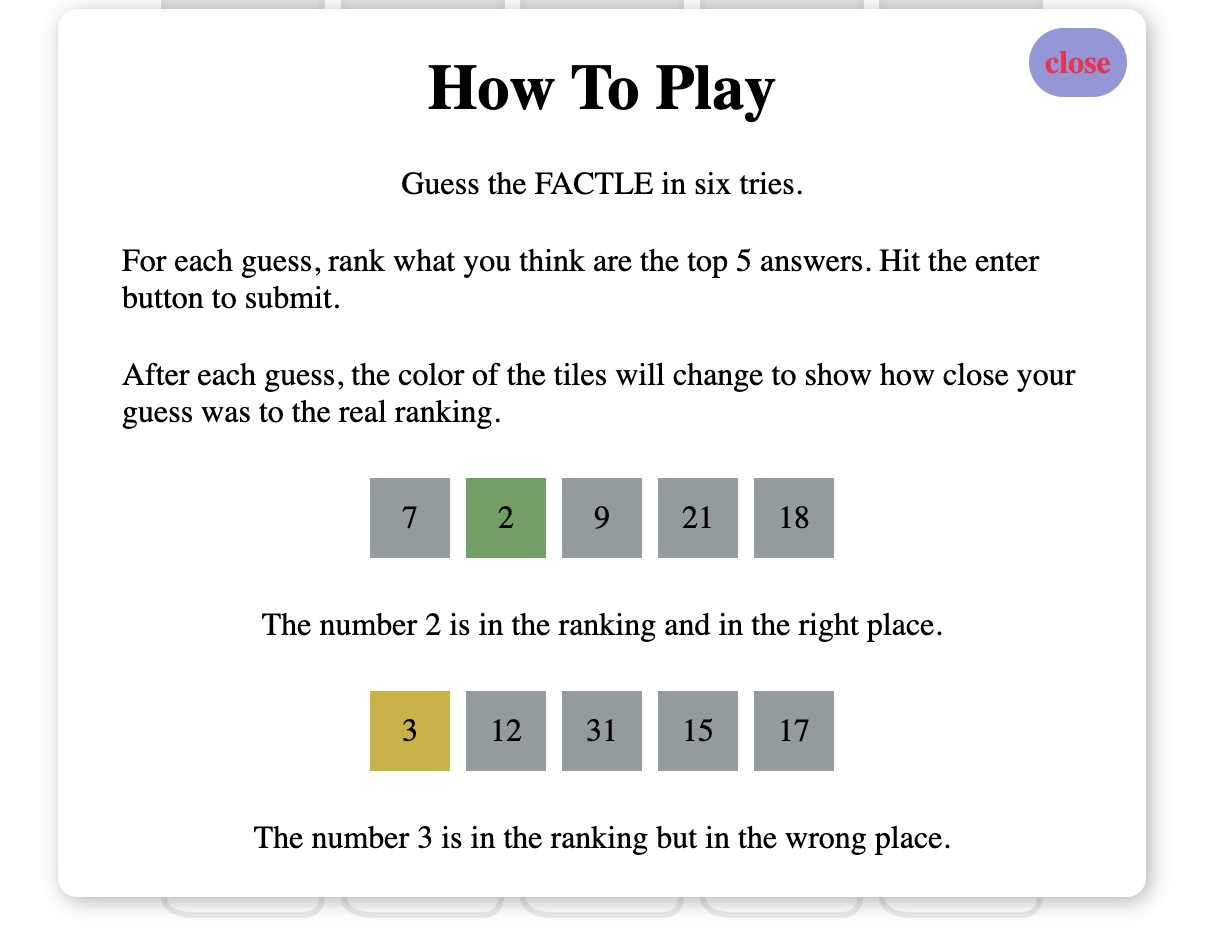 close
How To Play
Guess the FACTLE in six tries.
For each guess, rank what you think are the top 5 answers. Hit the enter
button to submit.
After each guess, the color of the tiles will change to show how close your
guess was to the real ranking.
7 2 9 21 18
The number 2 is in the ranking and in the right place.
3 12 31 15 17
The number 3 is in the ranking but in the wrong place.